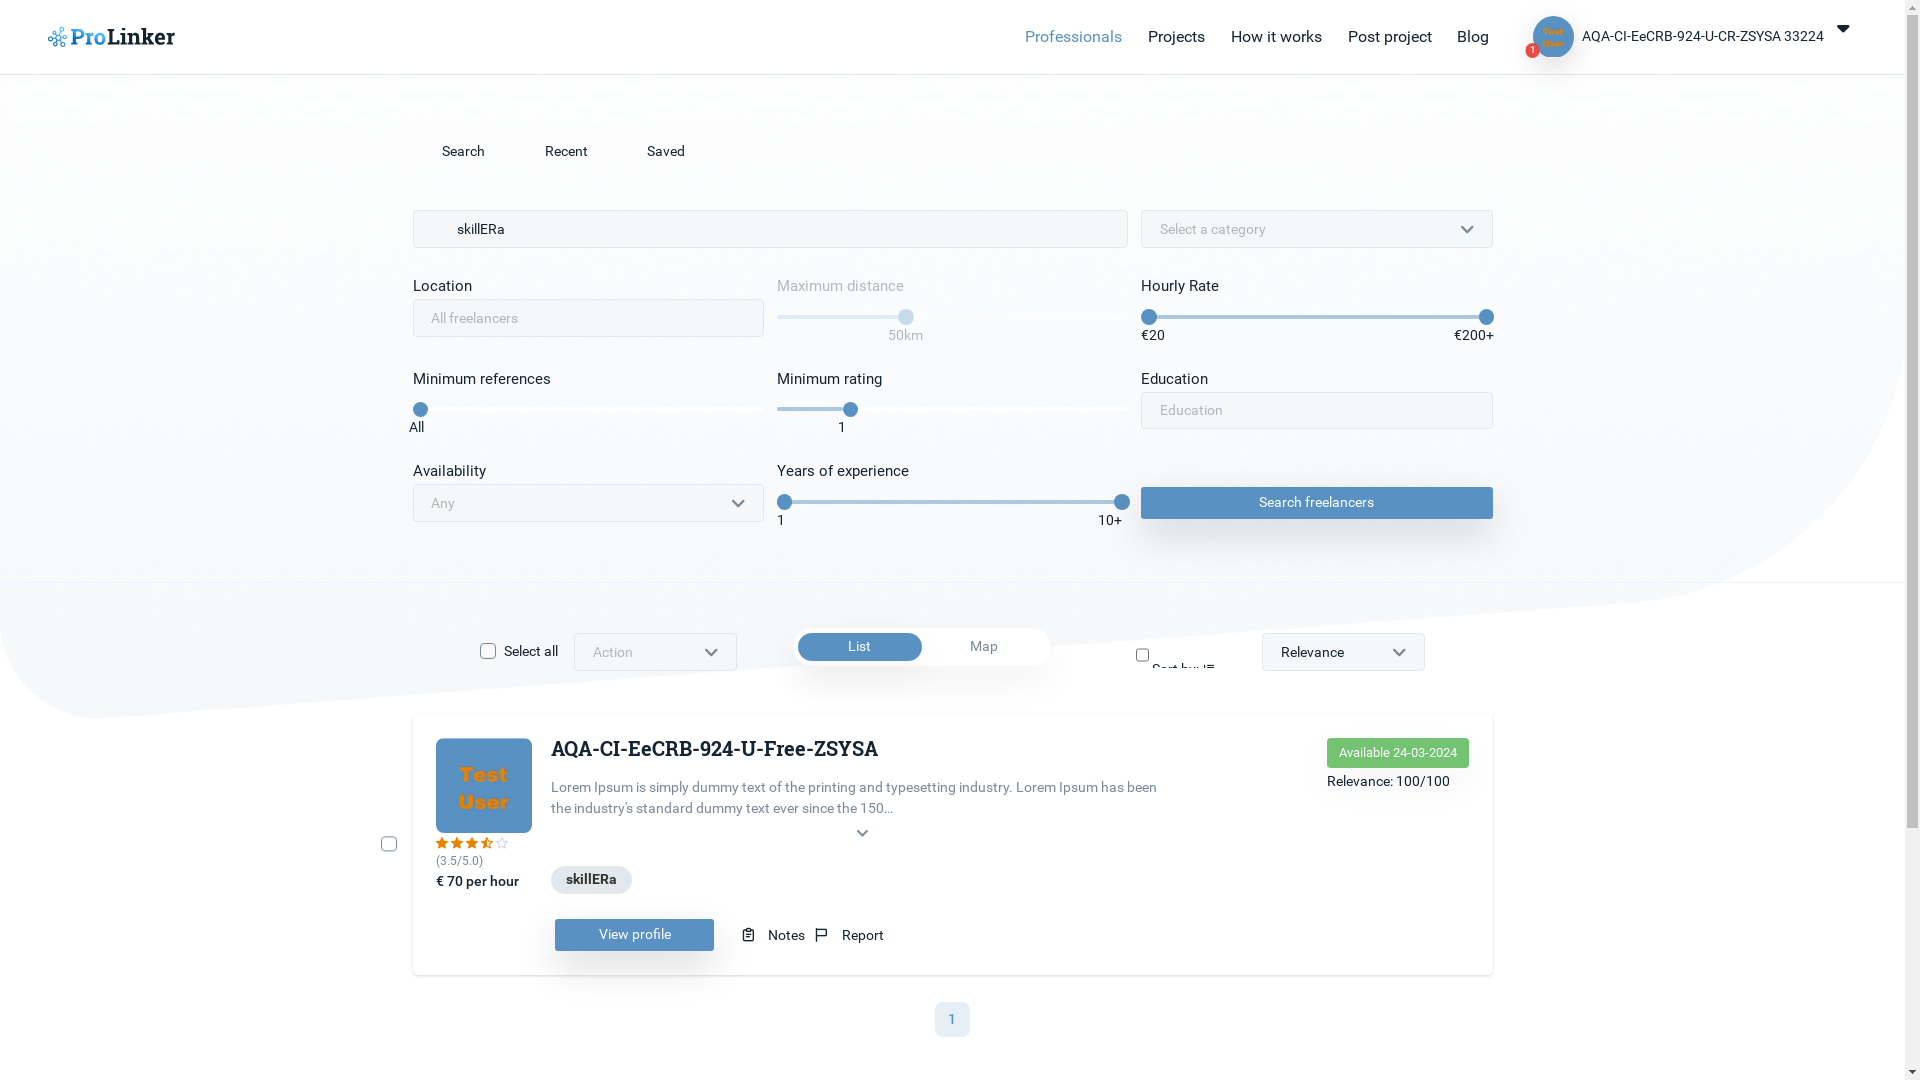 ProLinker
Professionals
Projects
How it works
Post project
Blog
Test
User
1
AQA-CI-EeCRB-924-U-CR-ZSYSA 33224
Search
Recent
Saved
skillERa
Select a category
Location
All freelancers
Maximum distance
50km
Hourly Rate
€20
€200+
Minimum references
All
Minimum rating
1
Education
Education
Availability
Any
Years of experience
1
10+
Search freelancers
Select all
Action
List
Map
Sort by:
Relevance
Test
User
AQA-CI-EeCRB-924-U-Free-ZSYSA
Available 24-03-2024
Relevance: 100/100
Lorem Ipsum is simply dummy text of the printing and typesetting industry. Lorem Ipsum has been
the industry's standard dummy text ever since the 150...
(3.5/5.0)
€ 70 per hour
skillERa
View profile
Notes
Report
1